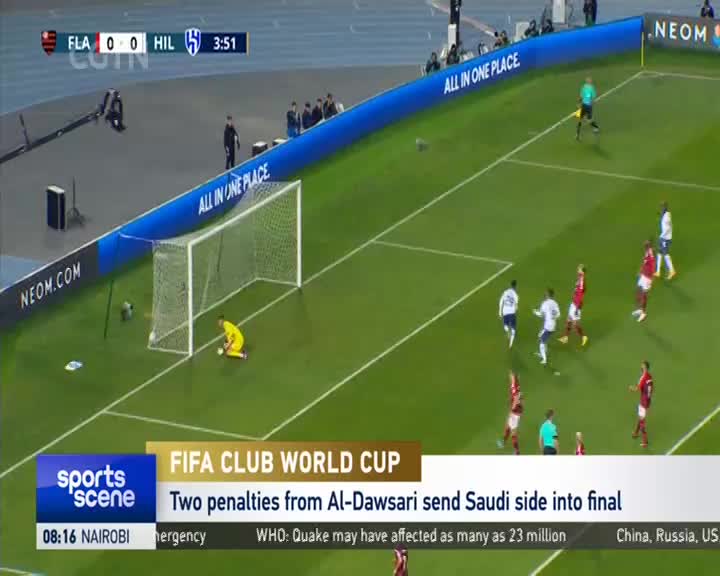 FLA 0 0 HIL 3:51
CGTN
NEOM
ALL IN ONE PLACE.
ALL IN ONE PLACE.
NEOM.COM
FIFA CLUB WORLD CUP
sports
scene
Two penalties from Al-Dawsari send Saudi side into final
08:16 NAIROBI
mergency WHO: Quake may have affected as many as 23 million China, Russia, US